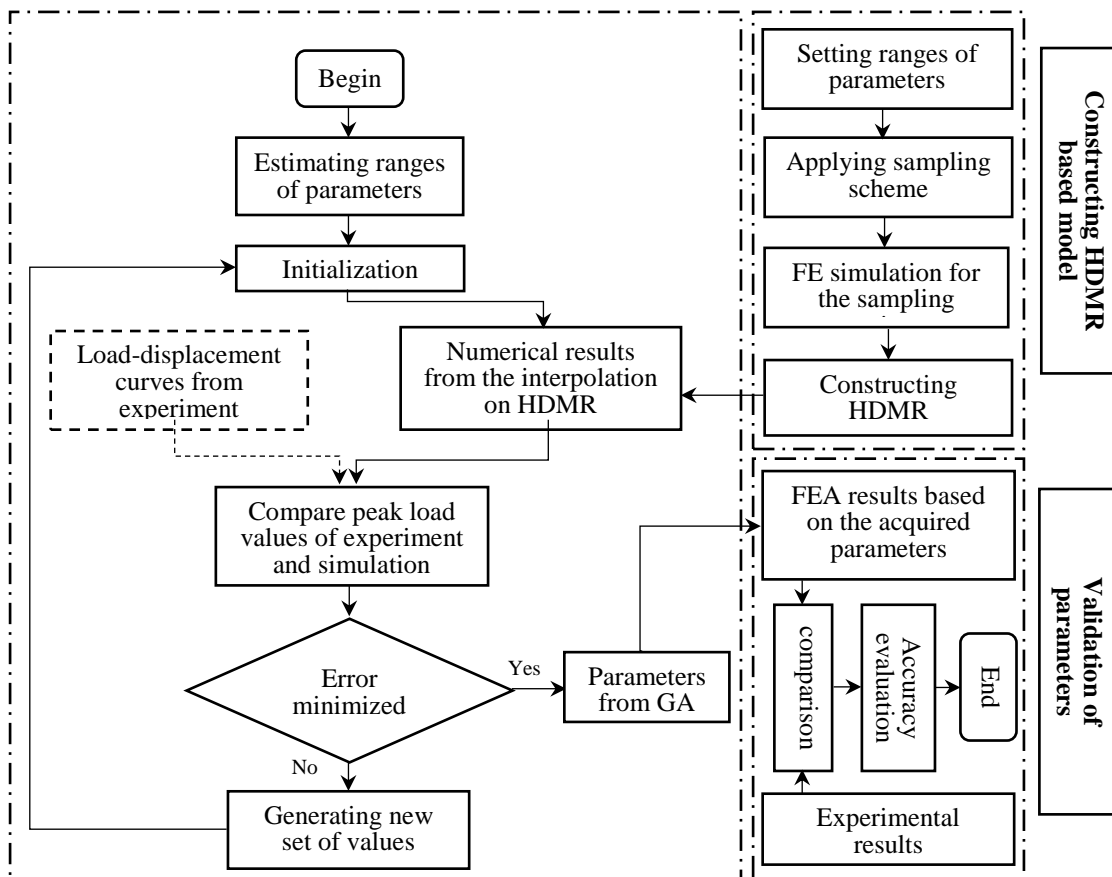 Begin
Estimating ranges
of parameters
Initialization
Load-displacement
curves from
experiment
Numerical results
from the interpolation
on HDMR
Compare peak load
values of experiment
and simulation
Error
minimized
Yes
No
Parameters
from GA
Generating new
set of values
Setting ranges of
parameters
Applying sampling
scheme
FE simulation for
the sampling
Constructing
HDMR
Constructing HDMR
based model
FEA results based
on the acquired
parameters
comparison
Accuracy
evaluation
End
Experimental
results
Validation of
parameters